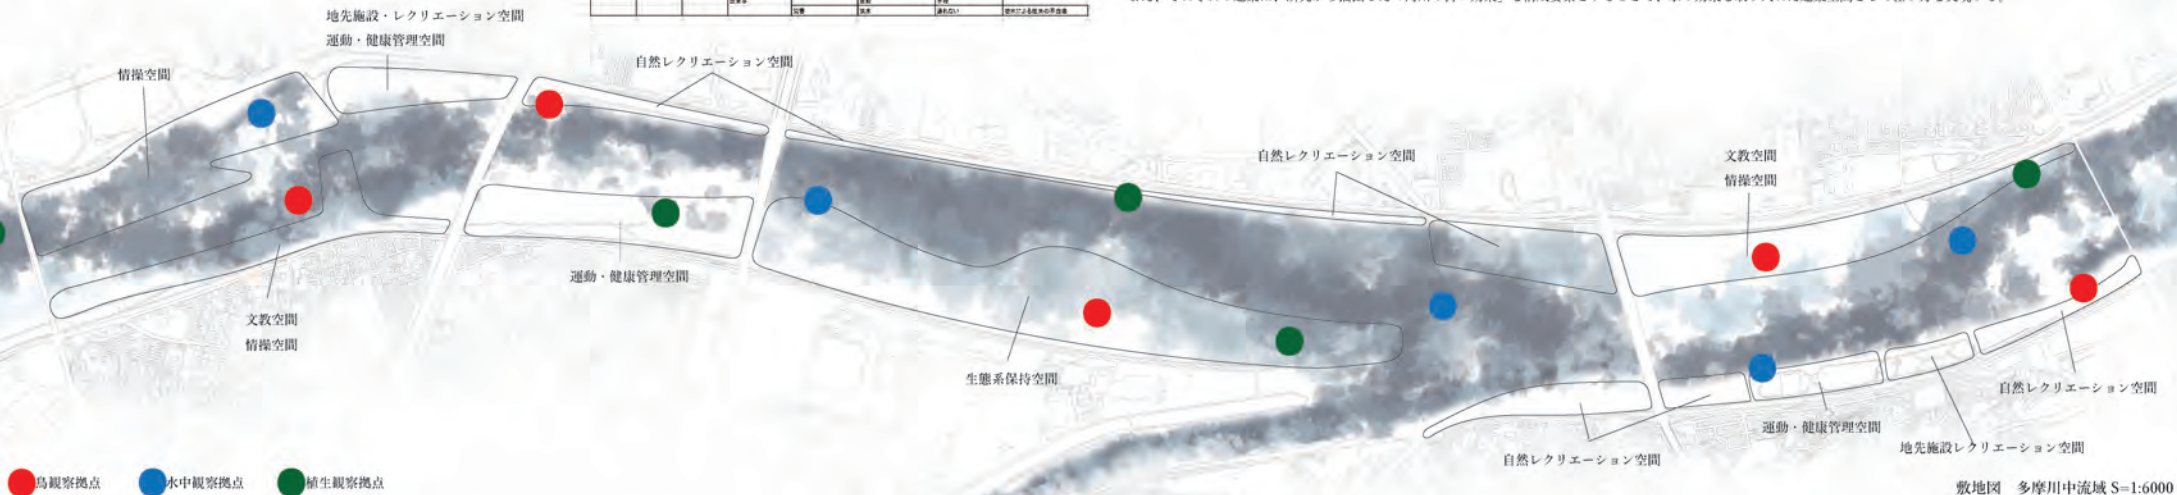 地先施設・レクリエーション空間
運動・健康管理空間
情操空間
自然レクリエーション空間
自然レクリエーション空間
文教空間
情操空間
運動・健康管理空間
文教空間
情操空間
生態系保持空間
自然レクリエーション空間
運動・健康管理空間
地先施設レクリエーション空間
自然レクリエーション空間
鳥観察拠点
水中観察拠点
植生観察拠点
敷地図 多摩川中流域 S=1:6000